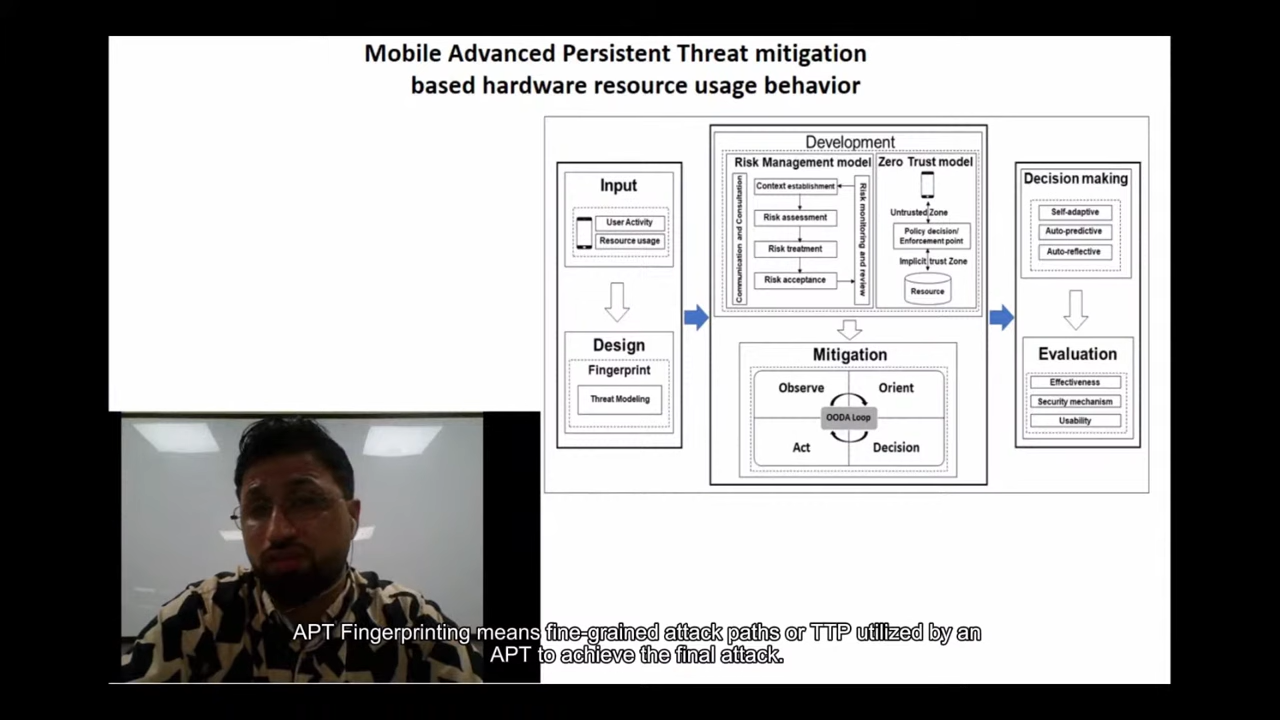 Mobile Advanced Persistent Threat mitigation
based hardware resource usage behavior
Input
User Activity
Resource usage
Design
Fingerprint
Threat Modeling
Development
Risk Management model
Communication and Consultation
Context establishment
Risk assessment
Risk treatment
Risk acceptance
Risk monitoring and review
Zero Trust model
Untrusted Zone
Policy decision/
Enforcement point
Implicit trust Zone
Resource
Mitigation
Observe
Orient
OODA Loop
Act
Decision
Decision making
Self-adaptive
Auto-predictive
Auto-reflective
Evaluation
Effectiveness
Security mechanism
Usability
APT Fingerprinting means fine-grained attack paths or TTP utilized by an
APT to achieve the final attack.